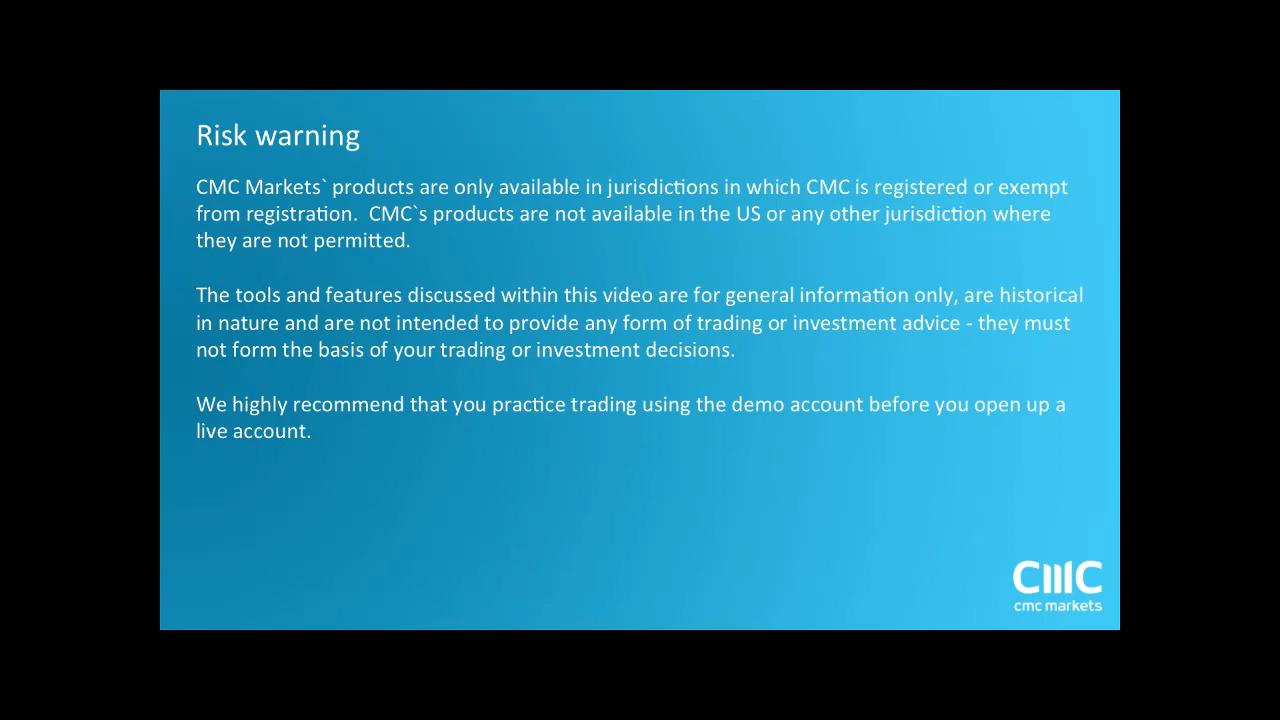 Risk warning
CMC Markets` products are only available in jurisdictions in which CMC is registered or exempt
from registration.  CMC`s products are not available in the US or any other jurisdiction where
they are not permitted.
The tools and features discussed within this video are for general information only, are historical
in nature and are not intended to provide any form of trading or investment advice - they must
not form the basis of your trading or investment decisions.
We highly recommend that you practice trading using the demo account before you open up a
live account.
CMC
cmc markets